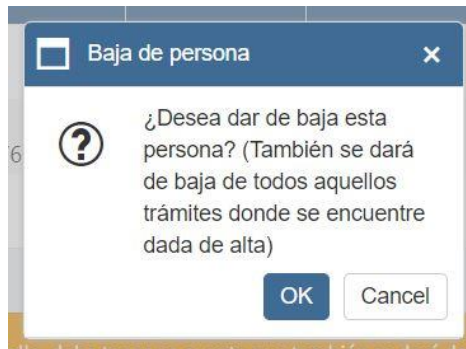 Baja de persona ×
¿Desea dar de baja esta
persona? (También se dará
de baja de todos aquellos
trámites donde se encuentre
dada de alta)
OK Cancel